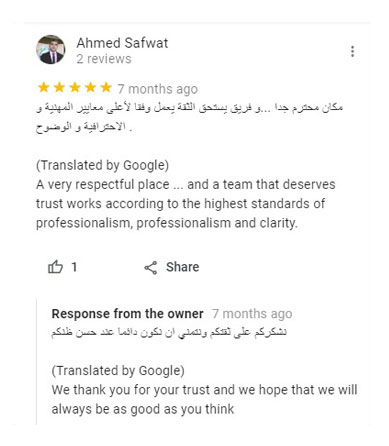 Ahmed Safwat
2 reviews
7 months ago
مكان محترم جدا ...و فريق يستحق الثقة يعمل وفقا لأعلى معايير المهنية و
الاحترافية و الوضوح .
(Translated by Google)
A very respectful place ... and a team that deserves
trust works according to the highest standards of
professionalism, professionalism and clarity.
1
Share
Response from the owner 7 months ago
نشكركم على ثقتكم ونتمني ان نكون دائما عند حسن ظنكم
(Translated by Google)
We thank you for your trust and we hope that we will
always be as good as you think